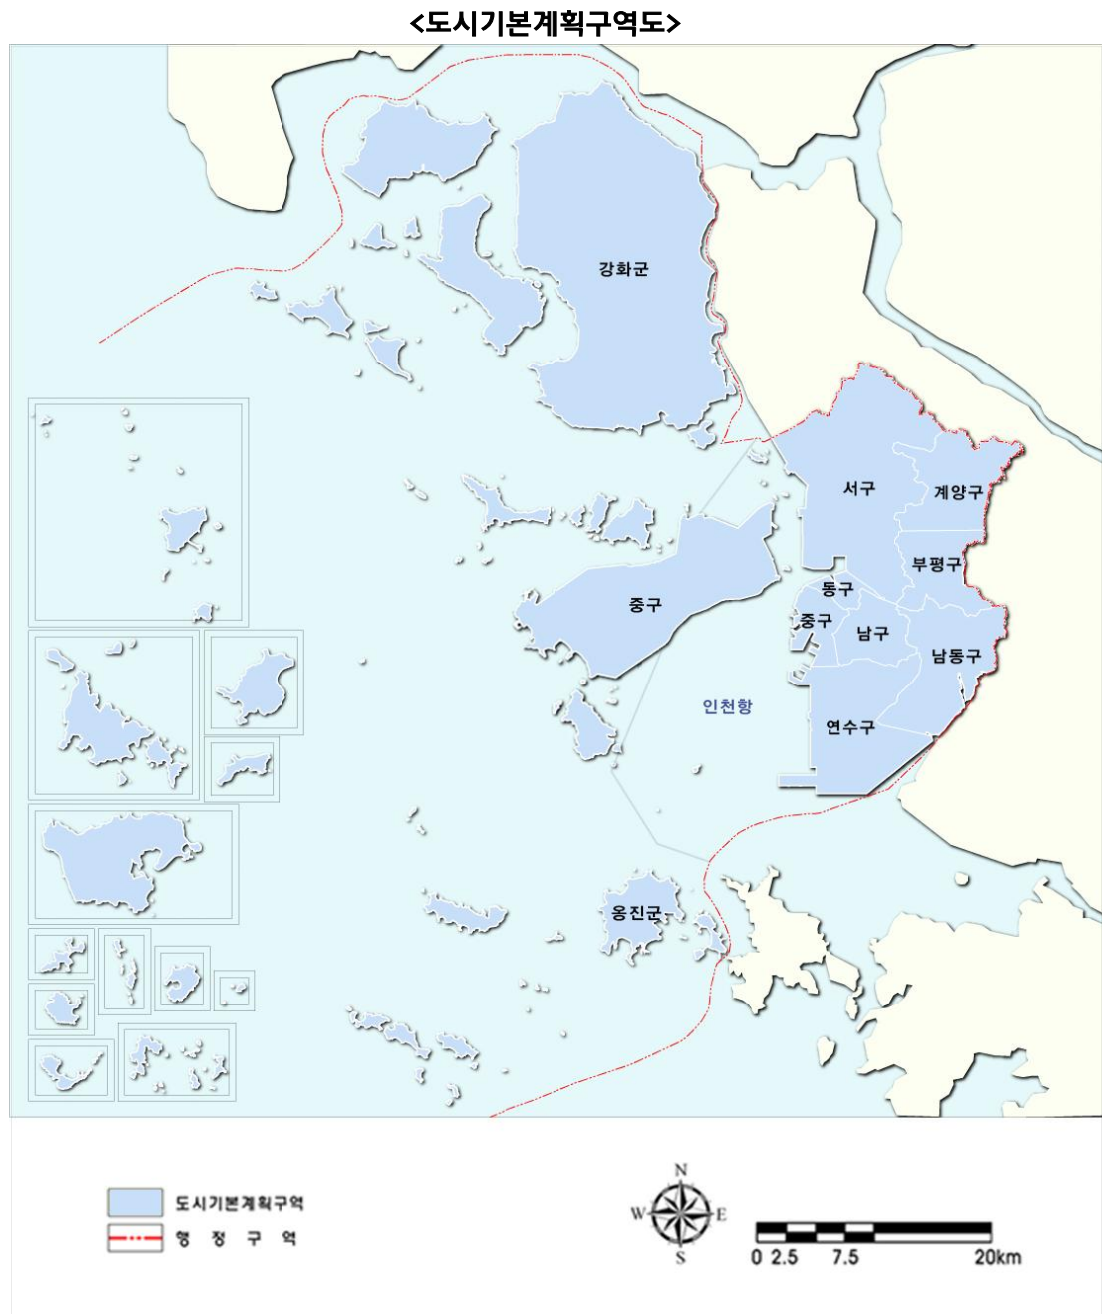 <도시기본계획구역도>
강화군
서구
계양구
부평구
동구
중구
중구
남구
남동구
인천항
연수구
옹진군
도시기본계획구역
행 정 구 역
N
W E
S
0 2.5 7.5 20km